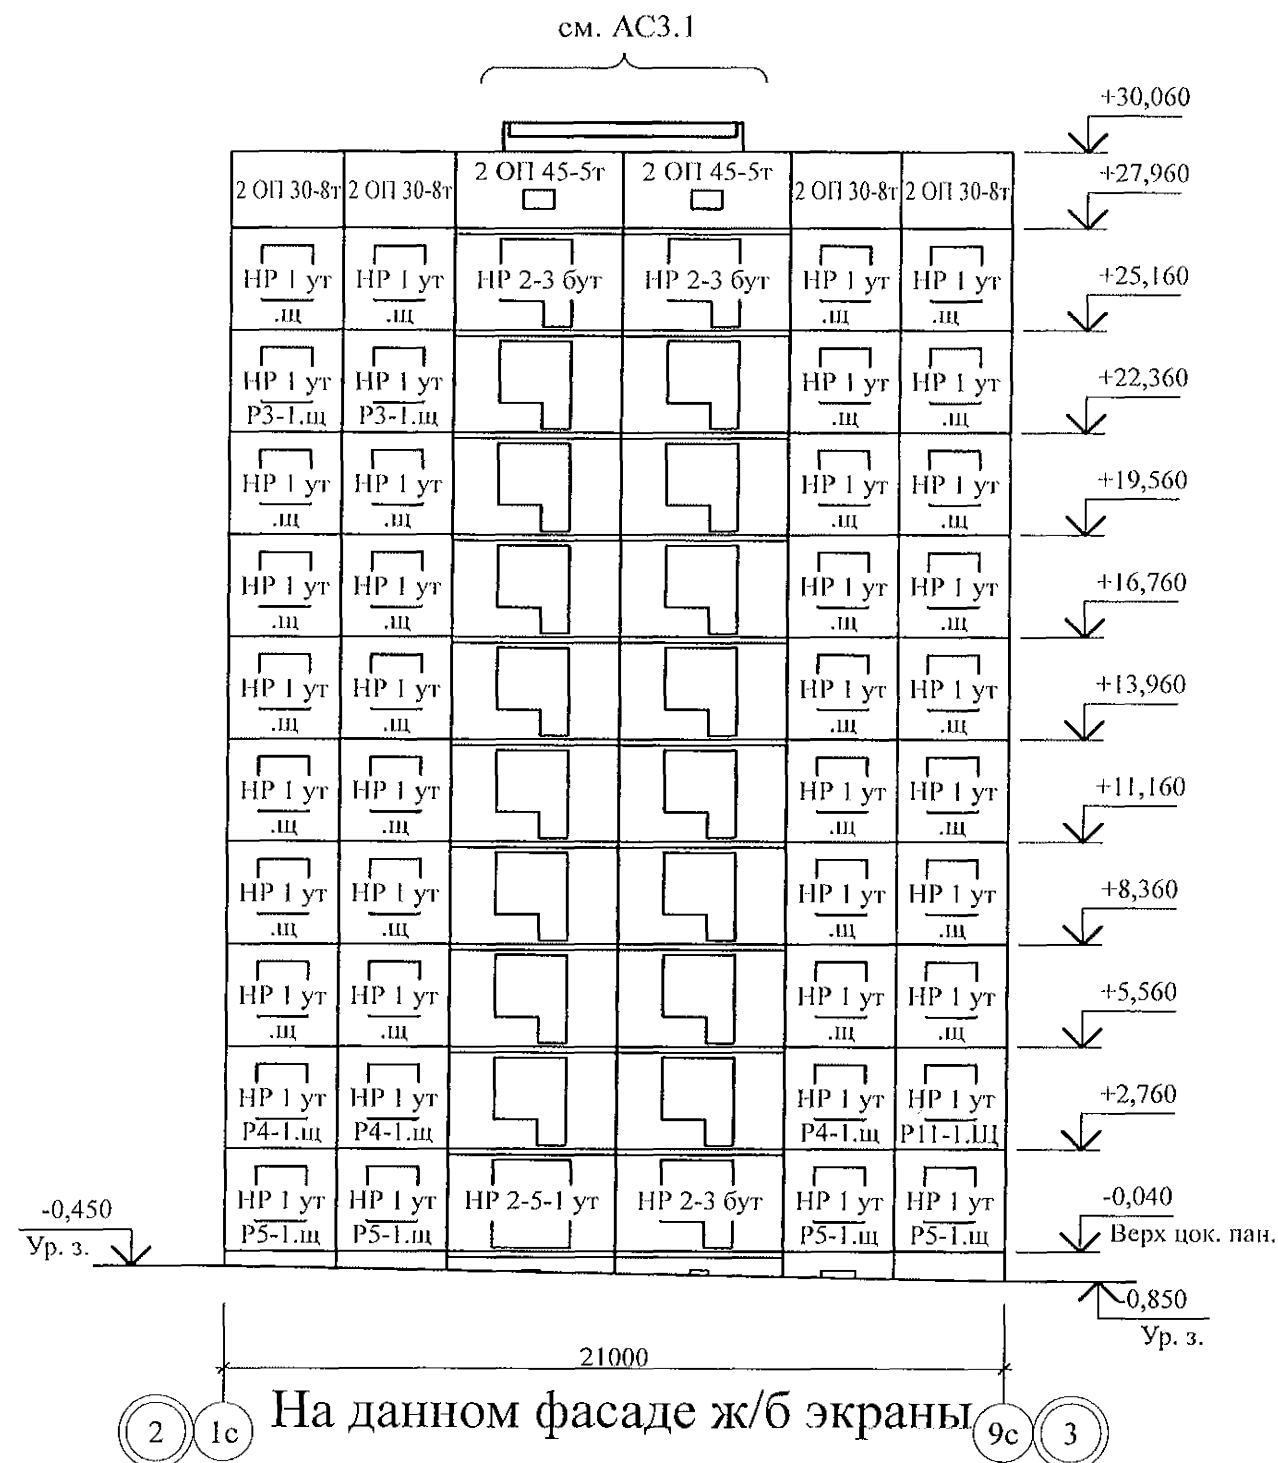 см. АС3.1
+30,060
2 ОП 30-8т 2 ОП 30-8т 2 ОП 45-5т 2 ОП 45-5т 2 ОП 30-8т 2 ОП 30-8т
+27,960
НР 1 ут НР 1 ут НР 2-3 бут НР 2-3 бут НР 1 ут НР 1 ут
.щ .щ .щ .щ
+25,160
НР 1 ут НР 1 ут НР 1 ут НР 1 ут
Р3-1.щ Р3-1.щ .щ .щ
+22,360
НР 1 ут НР 1 ут НР 1 ут НР 1 ут
.щ .щ .щ .щ
+19,560
НР 1 ут НР 1 ут НР 1 ут НР 1 ут
.щ .щ .щ .щ
+16,760
НР 1 ут НР 1 ут НР 1 ут НР 1 ут
.щ .щ .щ .щ
+13,960
НР 1 ут НР 1 ут НР 1 ут НР 1 ут
.щ .щ .щ .щ
+11,160
НР 1 ут НР 1 ут НР 1 ут НР 1 ут
.щ .щ .щ .щ
+8,360
НР 1 ут НР 1 ут НР 1 ут НР 1 ут
.щ .щ .щ .щ
+5,560
НР 1 ут НР 1 ут НР 1 ут НР 1 ут
Р4-1.щ Р4-1.щ Р4-1.щ Р11-1.Щ
+2,760
НР 1 ут НР 1 ут НР 2-5-1 ут НР 2-3 бут НР 1 ут НР 1 ут
Р5-1.щ Р5-1.щ Р5-1.щ Р5-1.щ
-0,040
Верх цок. пан.
-0,450
Ур. з.
-0,850
Ур. з.
21000
2 1с На данном фасаде ж/б экраны 9с 3